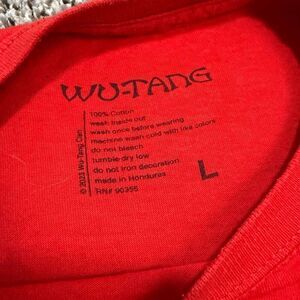 WU-TANG
100% Cotton
wash inside out
wash once before wearing
machine wash cold with like colors
do not bleach
tumble dry low
do not iron decoration
made in Honduras
RN# 90355
© 2023 Wu-Tang Clan
L